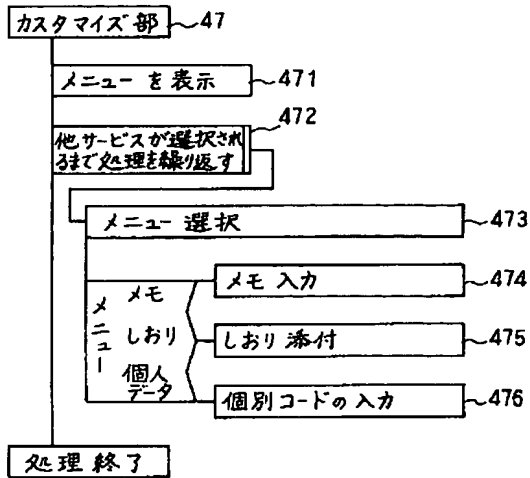 カスタマイズ部 47
メニューを表示 471
472
他サービスが選択され
るまで処理を繰り返す
メニュー選択 473
メモ入力 474
メニュー
メモ
しおり
しおり添付 475
個人
データ
個別コードの入力 476
処理終了